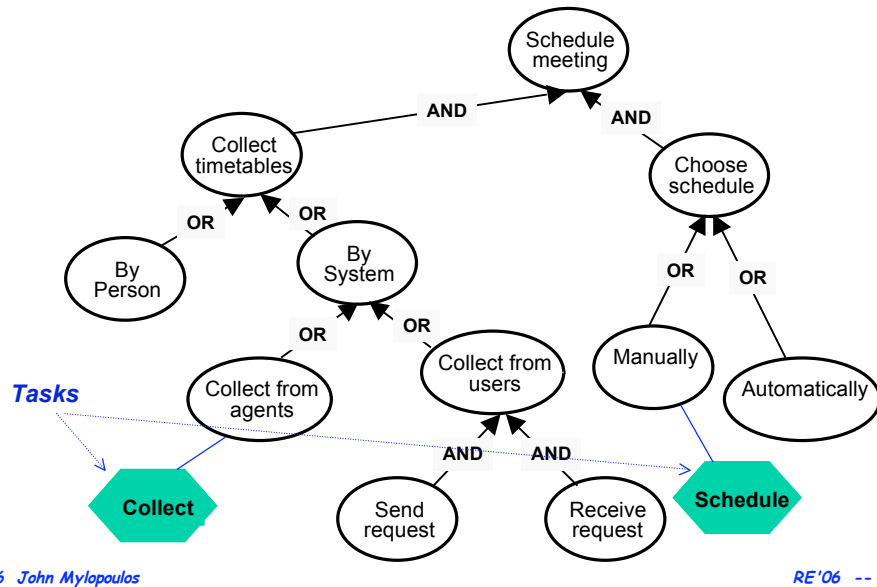 Schedule
meeting
AND
AND
Collect
timetables
Choose
schedule
OR
OR
By
Person
By
System
OR
OR
OR
OR
Manually
Automatically
Collect from
agents
Collect from
users
Tasks
AND
AND
Collect
Send
request
Receive
request
Schedule
6 John Mylopoulos
RE'06 --